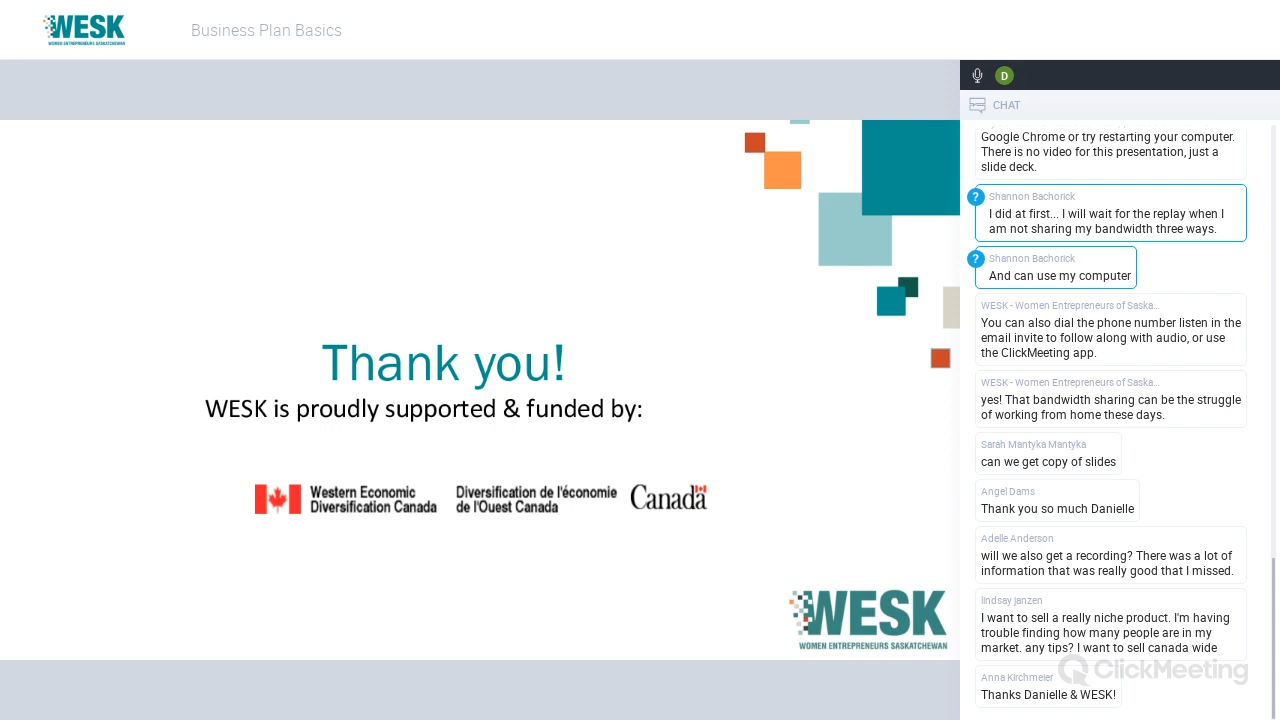 WESK
WOMEN ENTREPRENEURS SASKATCHEWAN
Business Plan Basics
D
CHAT
Google Chrome or try restarting your computer.
There is no video for this presentation, just a
slide deck.
?
Shannon Bachorick
I did at first... I will wait for the replay when I
am not sharing my bandwidth three ways.
?
Shannon Bachorick
And can use my computer
WESK - Women Entrepreneurs of Saska...
You can also dial the phone number listen in the
email invite to follow along with audio, or use
the ClickMeeting app.
WESK - Women Entrepreneurs of Saska...
yes! That bandwidth sharing can be the struggle
of working from home these days.
Sarah Mantyka Mantyka
can we get copy of slides
Angel Dams
Thank you so much Danielle
Adelle Anderson
will we also get a recording? There was a lot of
information that was really good that I missed.
lindsay janzen
I want to sell a really niche product. I'm having
trouble finding how many people are in my
market. any tips? I want to sell canada wide
Anna Kirchmeier
Thanks Danielle & WESK!
ClickMeeting
Thank you!
WESK is proudly supported & funded by:
Western Economic
Diversification Canada
Diversification de l'économie
de l'Ouest Canada
Canada
WESK
WOMEN ENTREPRENEURS SASKATCHEWAN